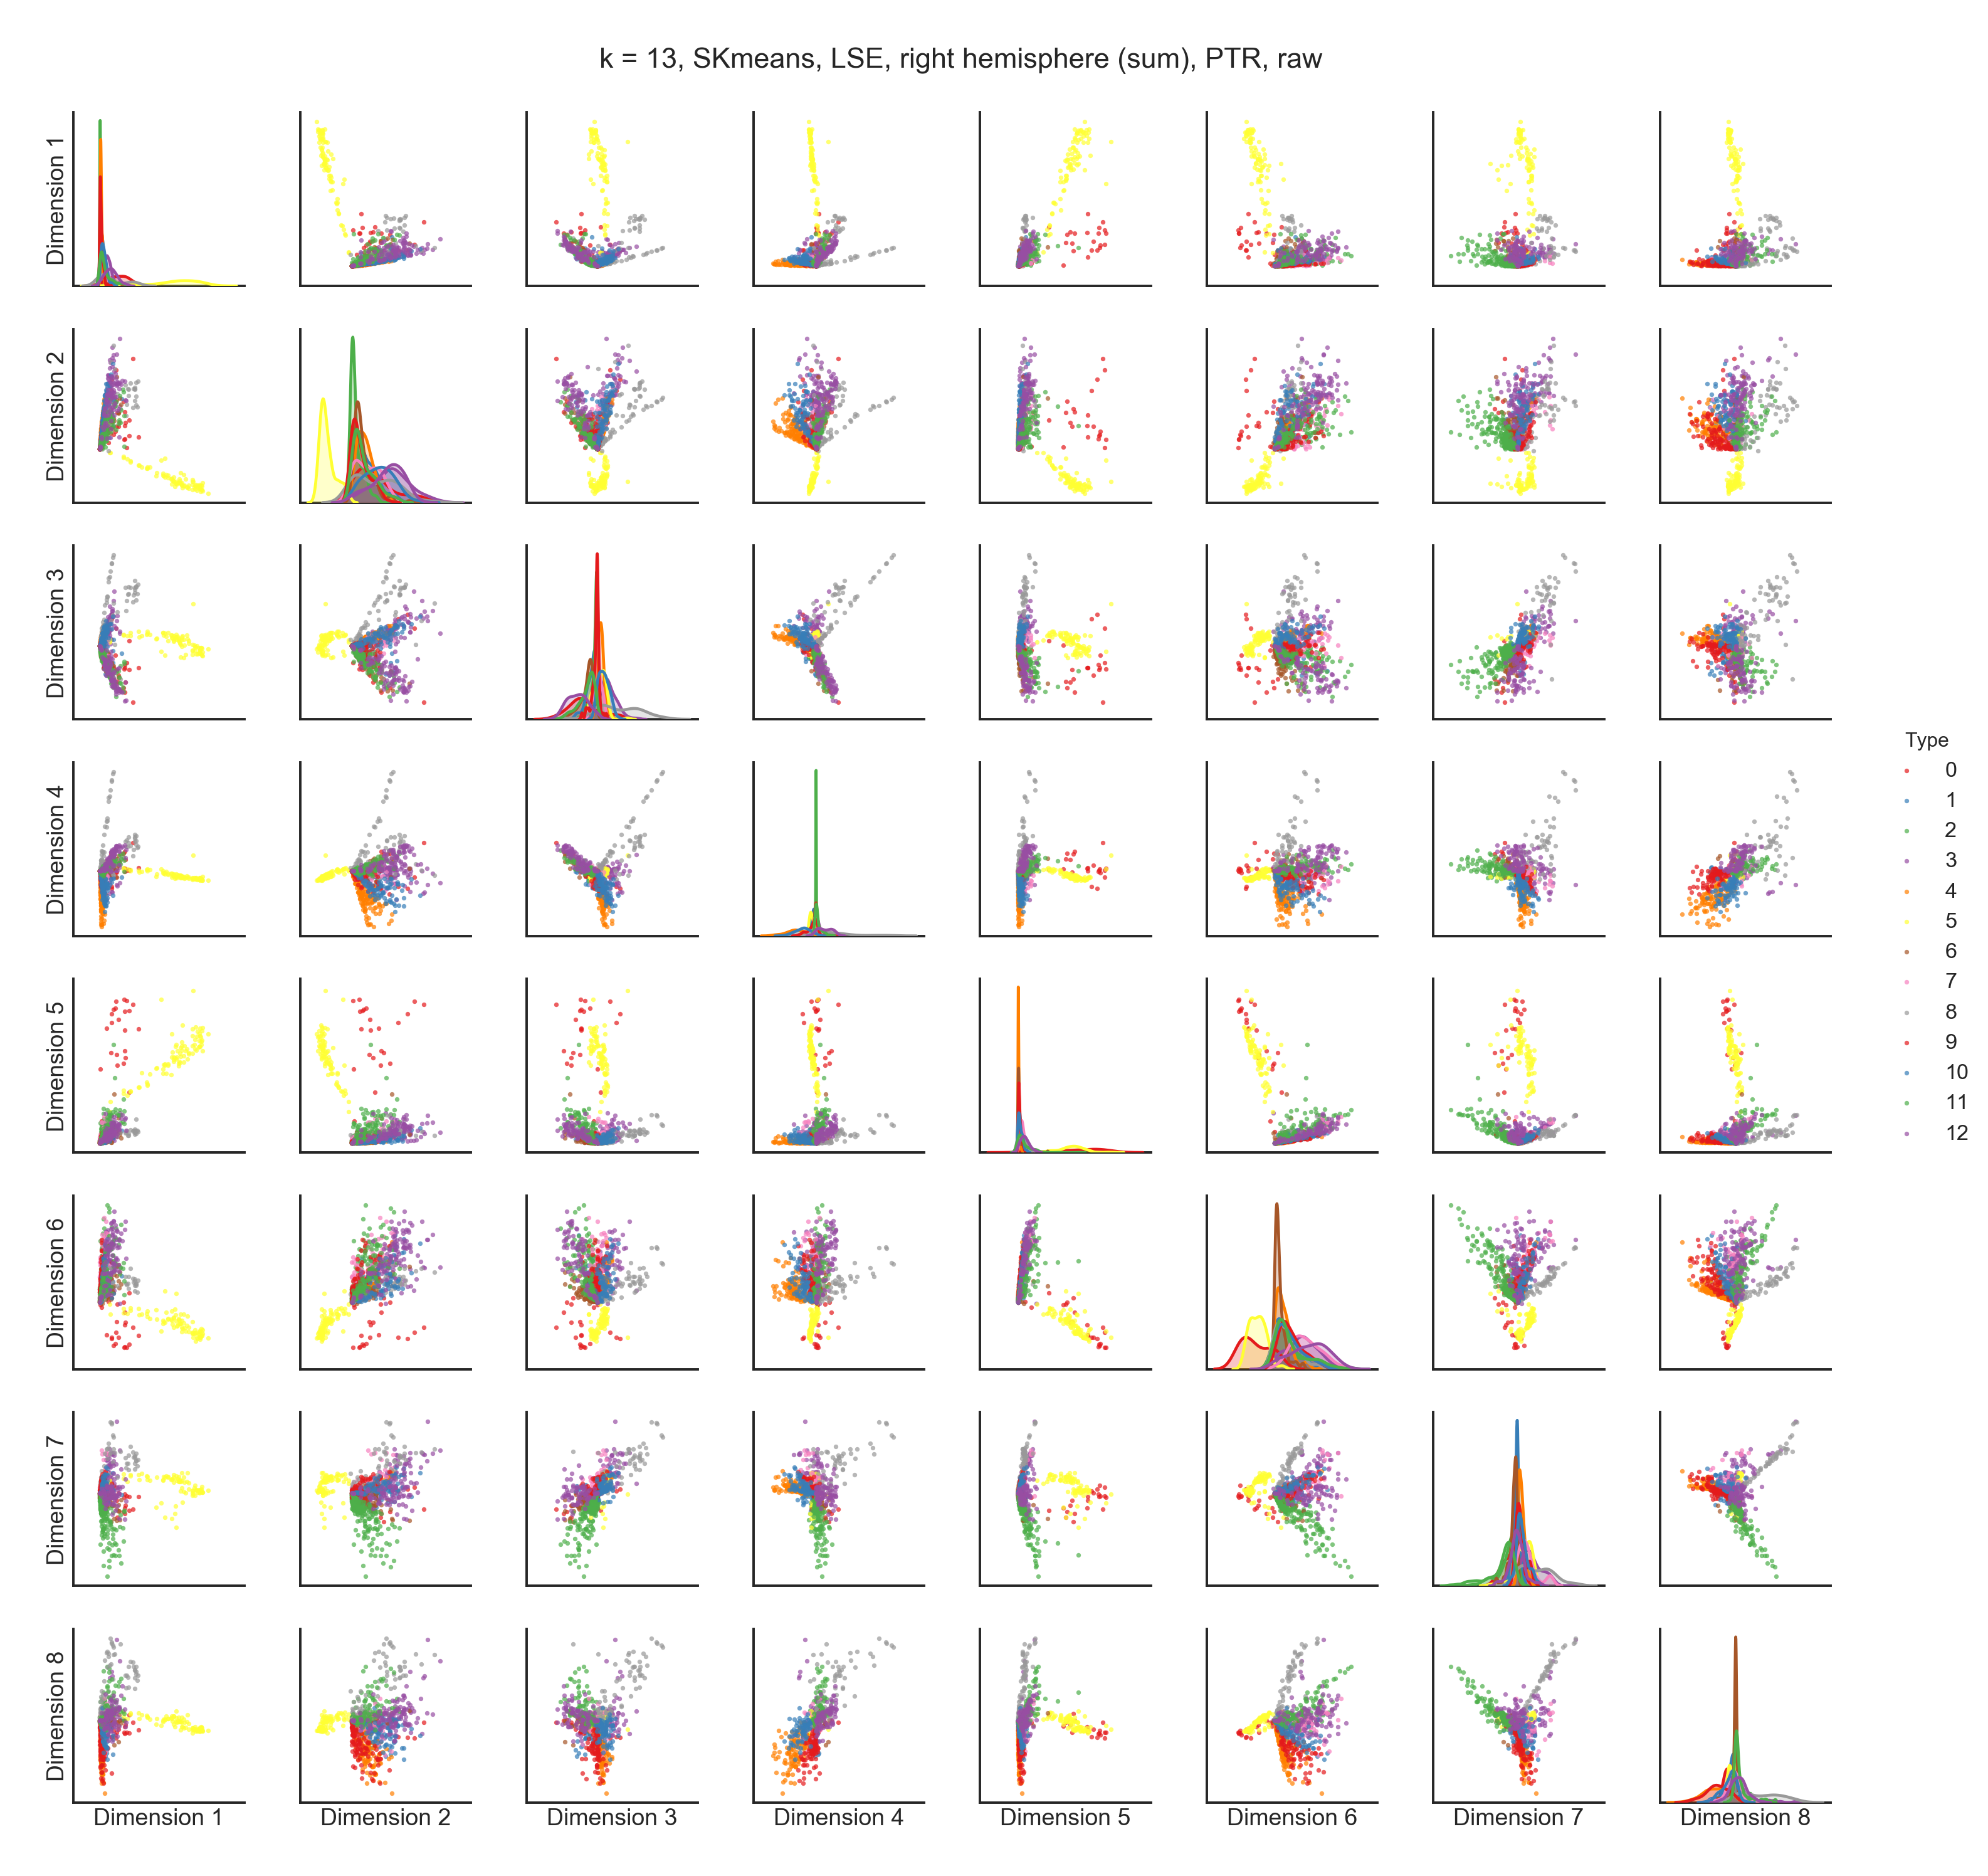 k = 13, SKmeans, LSE, right hemisphere (sum), PTR, raw
Dimension 1
Dimension 2
Dimension 3
Dimension 4
Dimension 5
Dimension 6
Dimension 7
Dimension 8
Type
0
1
2
3
4
5
6
7
8
9
10
11
12
Dimension 1
Dimension 2
Dimension 3
Dimension 4
Dimension 5
Dimension 6
Dimension 7
Dimension 8